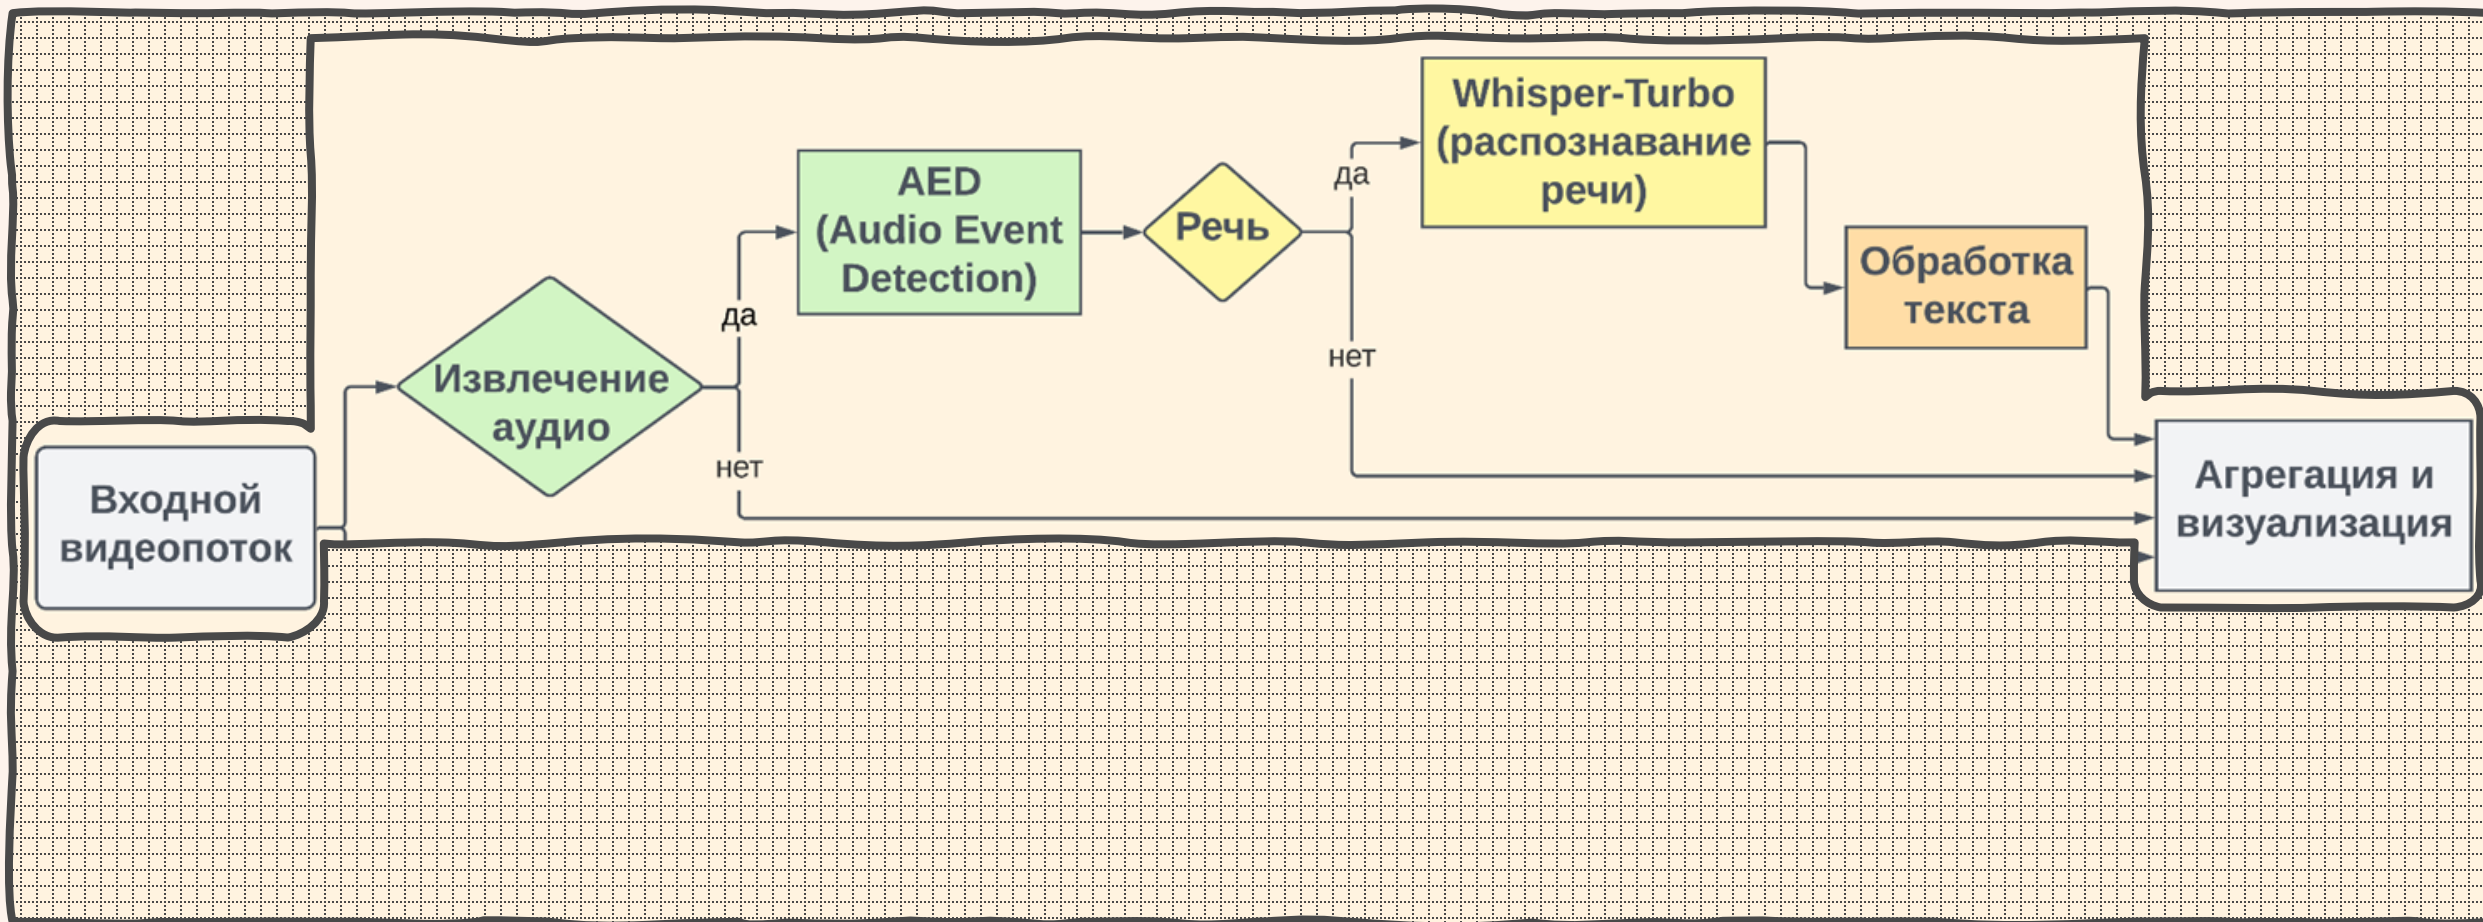 Входной
видеопоток
Извлечение
аудио
да
нет
AED
(Audio Event
Detection)
Речь
да
нет
Whisper-Turbo
(распознавание
речи)
Обработка
текста
Агрегация и
визуализация